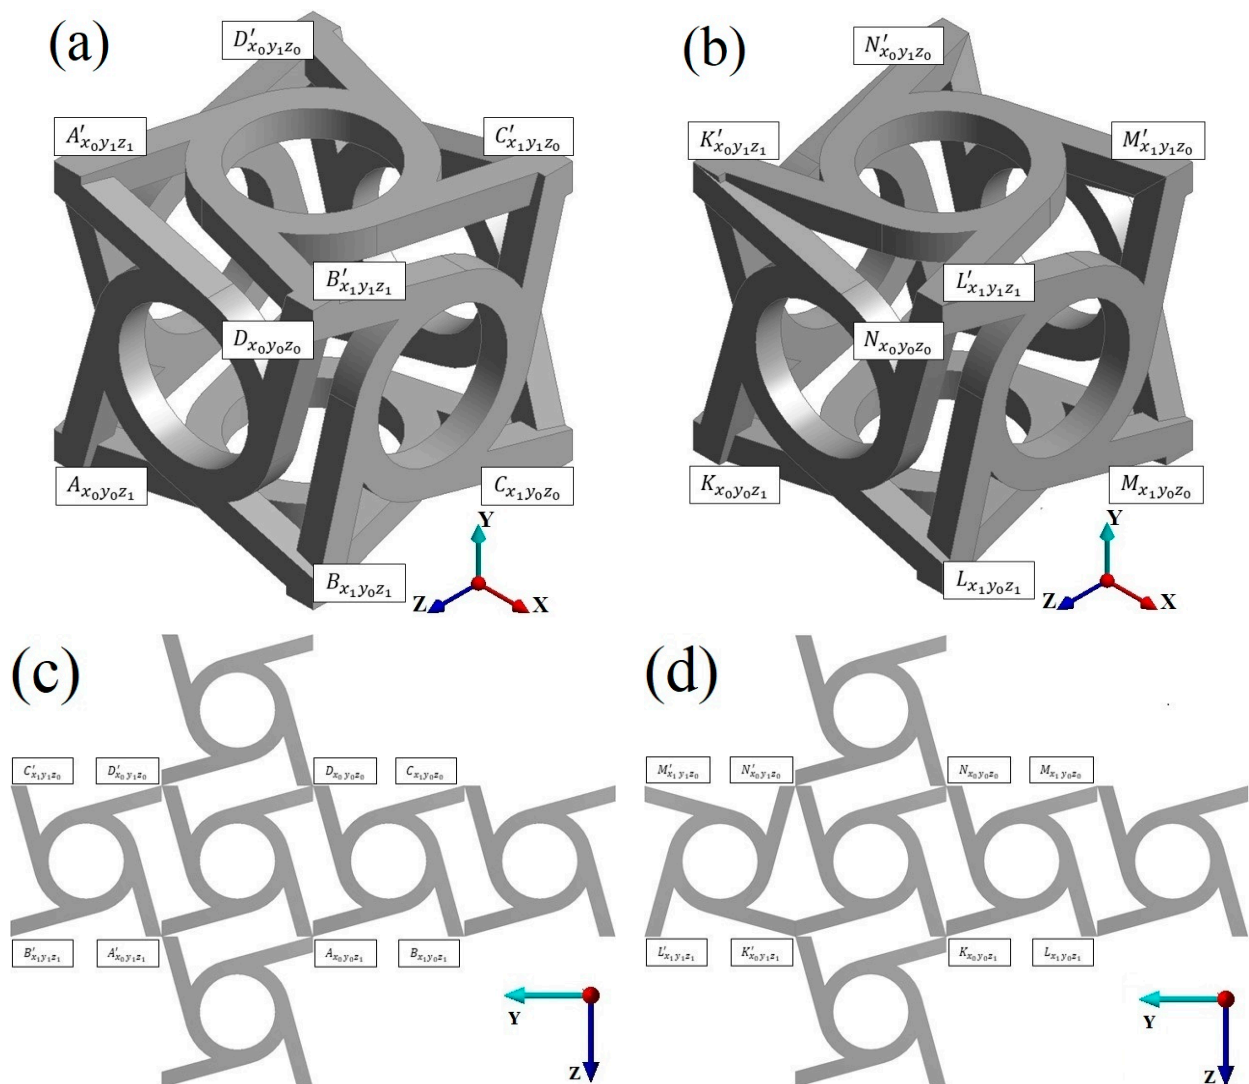 (a)
(b)
D′x₀y₁z₀
N′x₀y₁z₀
A′x₀y₁z₁
C′x₁y₁z₀
K′x₀y₁z₁
M′x₁y₁z₀
B′x₁y₁z₁
L′x₁y₁z₁
Dx₀y₀z₀
Nx₀y₀z₀
Ax₀y₀z₁
Cx₁y₀z₀
Kx₀y₀z₁
Mx₁y₀z₀
Y
Y
Bx₁y₀z₁
Z
X
Lx₁y₀z₁
Z
X
(c)
(d)
C′x₁y₁z₀
D′x₀y₁z₀
Dx₀y₀z₀
Cx₁y₀z₀
M′x₁y₁z₀
N′x₀y₁z₀
Nx₀y₀z₀
Mx₁y₀z₀
B′x₁y₁z₁
A′x₀y₁z₁
Ax₀y₀z₁
Bx₁y₀z₁
L′x₁y₁z₁
K′x₀y₁z₁
Kx₀y₀z₁
Lx₁y₀z₁
Y
Z
Y
Z